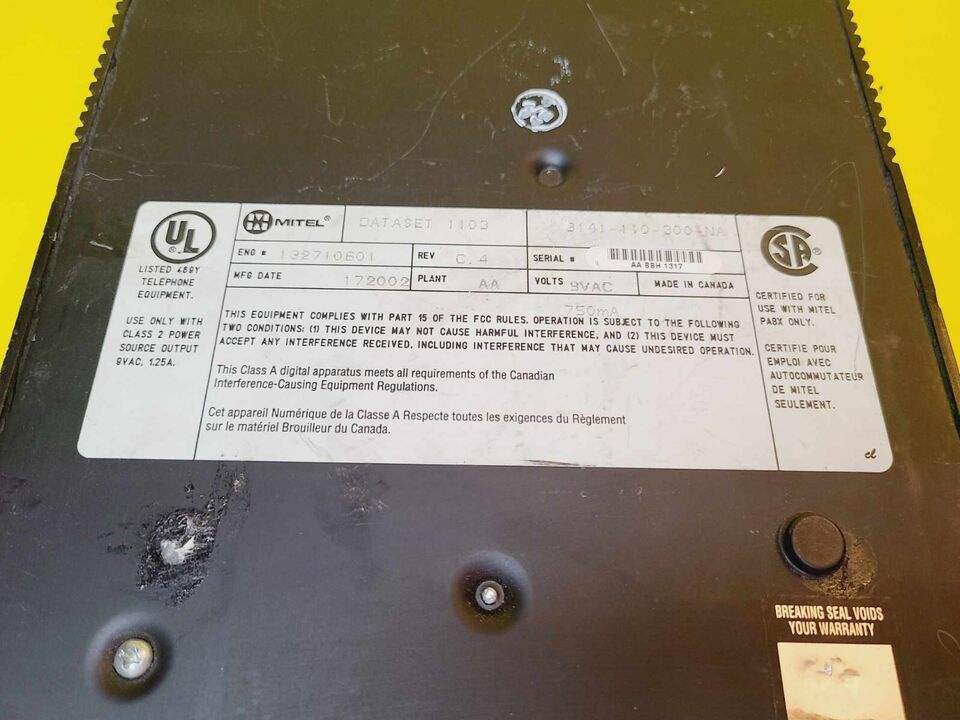 UL ®
LISTED 489Y
TELEPHONE
EQUIPMENT.
USE ONLY WITH
CLASS 2 POWER
SOURCE OUTPUT
9VAC, 1.25A.
MITEL® DATASET 1103 3141-110-300-NA
ENG # 132710601 REV C.4 SERIAL # AA BBH 1317
MFG DATE 172002 PLANT AA VOLTS 9VAC MADE IN CANADA
750mA
THIS EQUIPMENT COMPLIES WITH PART 15 OF THE FCC RULES. OPERATION IS SUBJECT TO THE FOLLOWING
TWO CONDITIONS: (1) THIS DEVICE MAY NOT CAUSE HARMFUL INTERFERENCE, AND (2) THIS DEVICE MUST
ACCEPT ANY INTERFERENCE RECEIVED, INCLUDING INTERFERENCE THAT MAY CAUSE UNDESIRED OPERATION.
This Class A digital apparatus meets all requirements of the Canadian
Interference-Causing Equipment Regulations.
Cet appareil Numérique de la Classe A Respecte toutes les exigences du Règlement
sur le matériel Brouilleur du Canada.
CSA ®
CERTIFIED FOR
USE WITH MITEL
PABX ONLY.
CERTIFIE POUR
EMPLOI AVEC
AUTOCOMMUTATEUR
DE MITEL
SEULEMENT.
cl
BREAKING SEAL VOIDS
YOUR WARRANTY